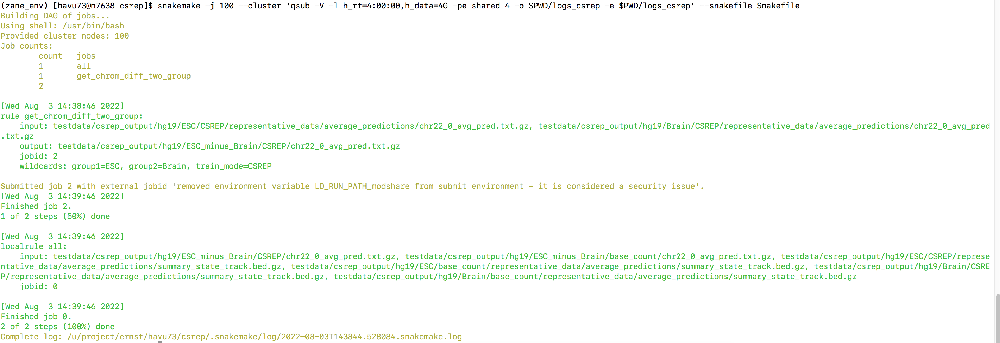 (zane_env) [havu73@n7638 csrep]$ snakemake -j 100 --cluster 'qsub -V -l h_rt=4:00:00,h_data=4G -pe shared 4 -o $PWD/logs_csrep -e $PWD/logs_csrep' --snakefile Snakefile
Building DAG of jobs...
Using shell: /usr/bin/bash
Provided cluster nodes: 100
Job counts:
        count   jobs
        1       all
        1       get_chrom_diff_two_group
        2

[Wed Aug  3 14:38:46 2022]
rule get_chrom_diff_two_group:
    input: testdata/csrep_output/hg19/ESC/CSREP/representative_data/average_predictions/chr22_0_avg_pred.txt.gz, testdata/csrep_output/hg19/Brain/CSREP/representative_data/average_predictions/chr22_0_avg_pred
.txt.gz
    output: testdata/csrep_output/hg19/ESC_minus_Brain/CSREP/chr22_0_avg_pred.txt.gz
    jobid: 2
    wildcards: group1=ESC, group2=Brain, train_mode=CSREP

Submitted job 2 with external jobid 'removed environment variable LD_RUN_PATH_modshare from submit environment - it is considered a security issue'.
[Wed Aug  3 14:39:46 2022]
Finished job 2.
1 of 2 steps (50%) done

[Wed Aug  3 14:39:46 2022]
localrule all:
    input: testdata/csrep_output/hg19/ESC_minus_Brain/CSREP/chr22_0_avg_pred.txt.gz, testdata/csrep_output/hg19/ESC_minus_Brain/base_count/chr22_0_avg_pred.txt.gz, testdata/csrep_output/hg19/ESC/CSREP/represe
ntative_data/average_predictions/summary_state_track.bed.gz, testdata/csrep_output/hg19/ESC/base_count/representative_data/average_predictions/summary_state_track.bed.gz, testdata/csrep_output/hg19/Brain/CSRE
P/representative_data/average_predictions/summary_state_track.bed.gz, testdata/csrep_output/hg19/Brain/base_count/representative_data/average_predictions/summary_state_track.bed.gz
    jobid: 0

[Wed Aug  3 14:39:46 2022]
Finished job 0.
2 of 2 steps (100%) done
Complete log: /u/project/ernst/havu73/csrep/.snakemake/log/2022-08-03T143844.528084.snakemake.log